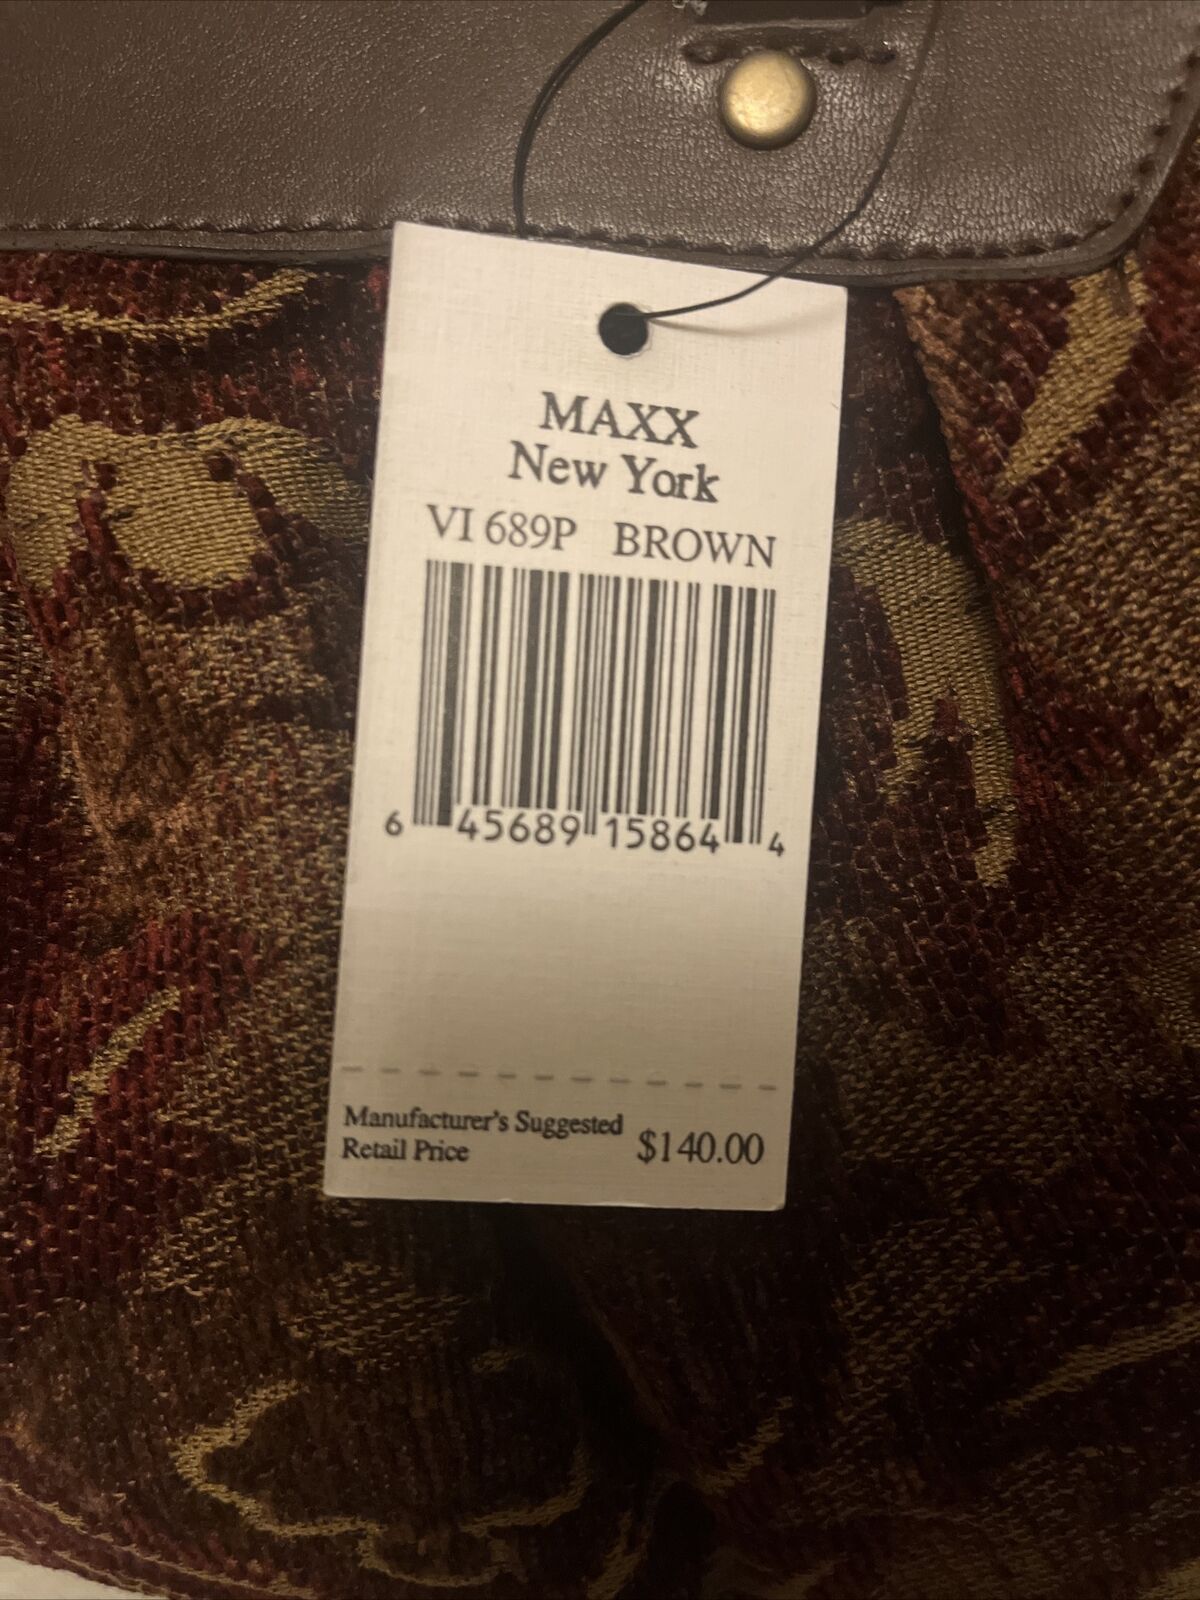 MAXX
New York
VI 689P BROWN
6 45689 15864 4
Manufacturer's Suggested
Retail Price $140.00